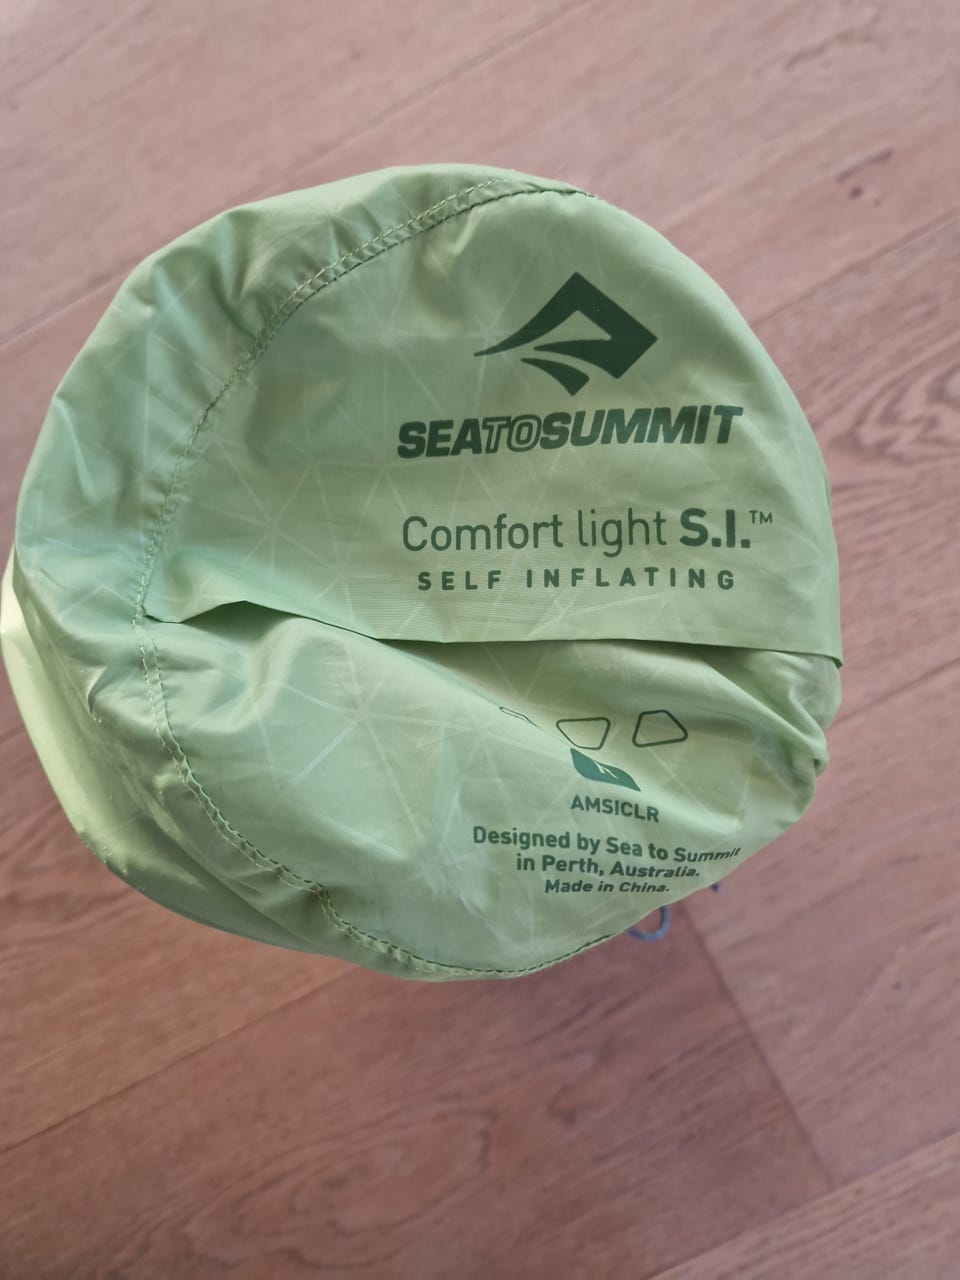 SEATOSUMMIT
Comfort light S.I.™
SELF INFLATING
R
AMSICLR
Designed by Sea to Summit
in Perth, Australia.
Made in China.